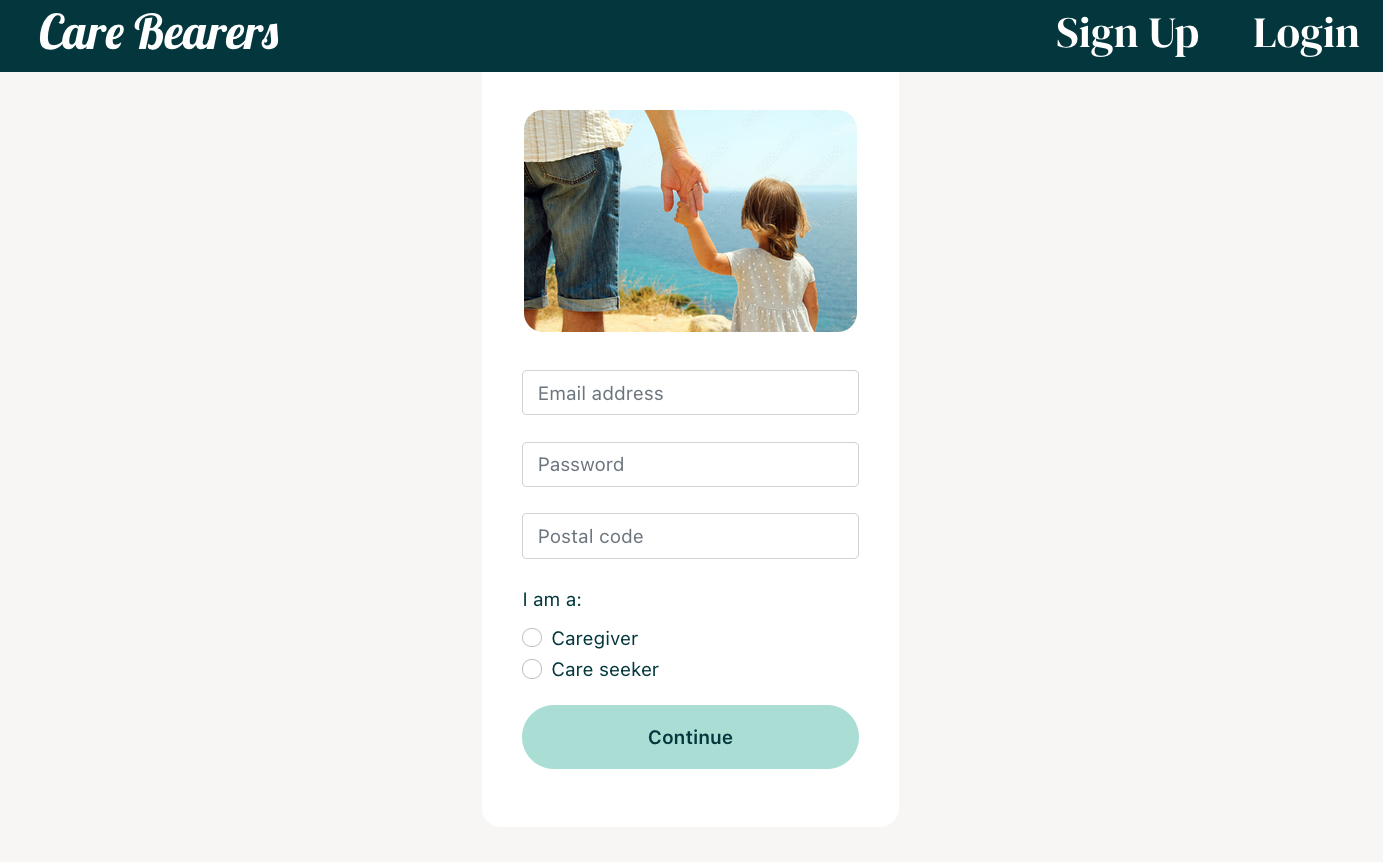 Care Bearers
Sign Up
Login
Email address
Password
Postal code
I am a:
Caregiver
Care seeker
Continue